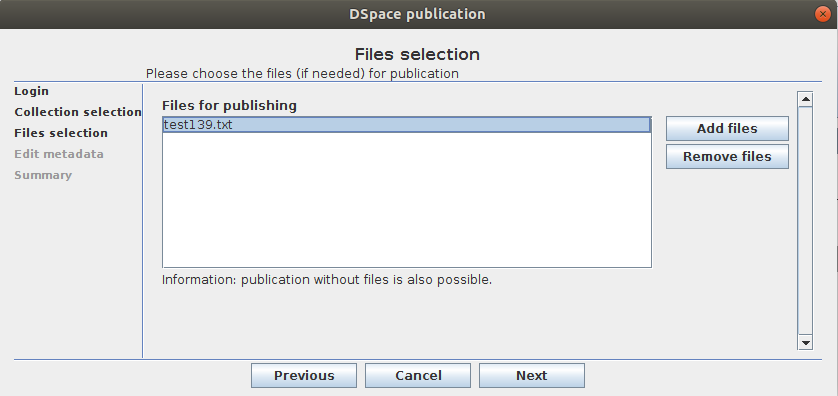 DSpace publication
Files selection
Please choose the files (if needed) for publication
Login
Collection selection
Files selection
Edit metadata
Summary
Files for publishing
test139.txt
Add files
Remove files
Information: publication without files is also possible.
Previous
Cancel
Next